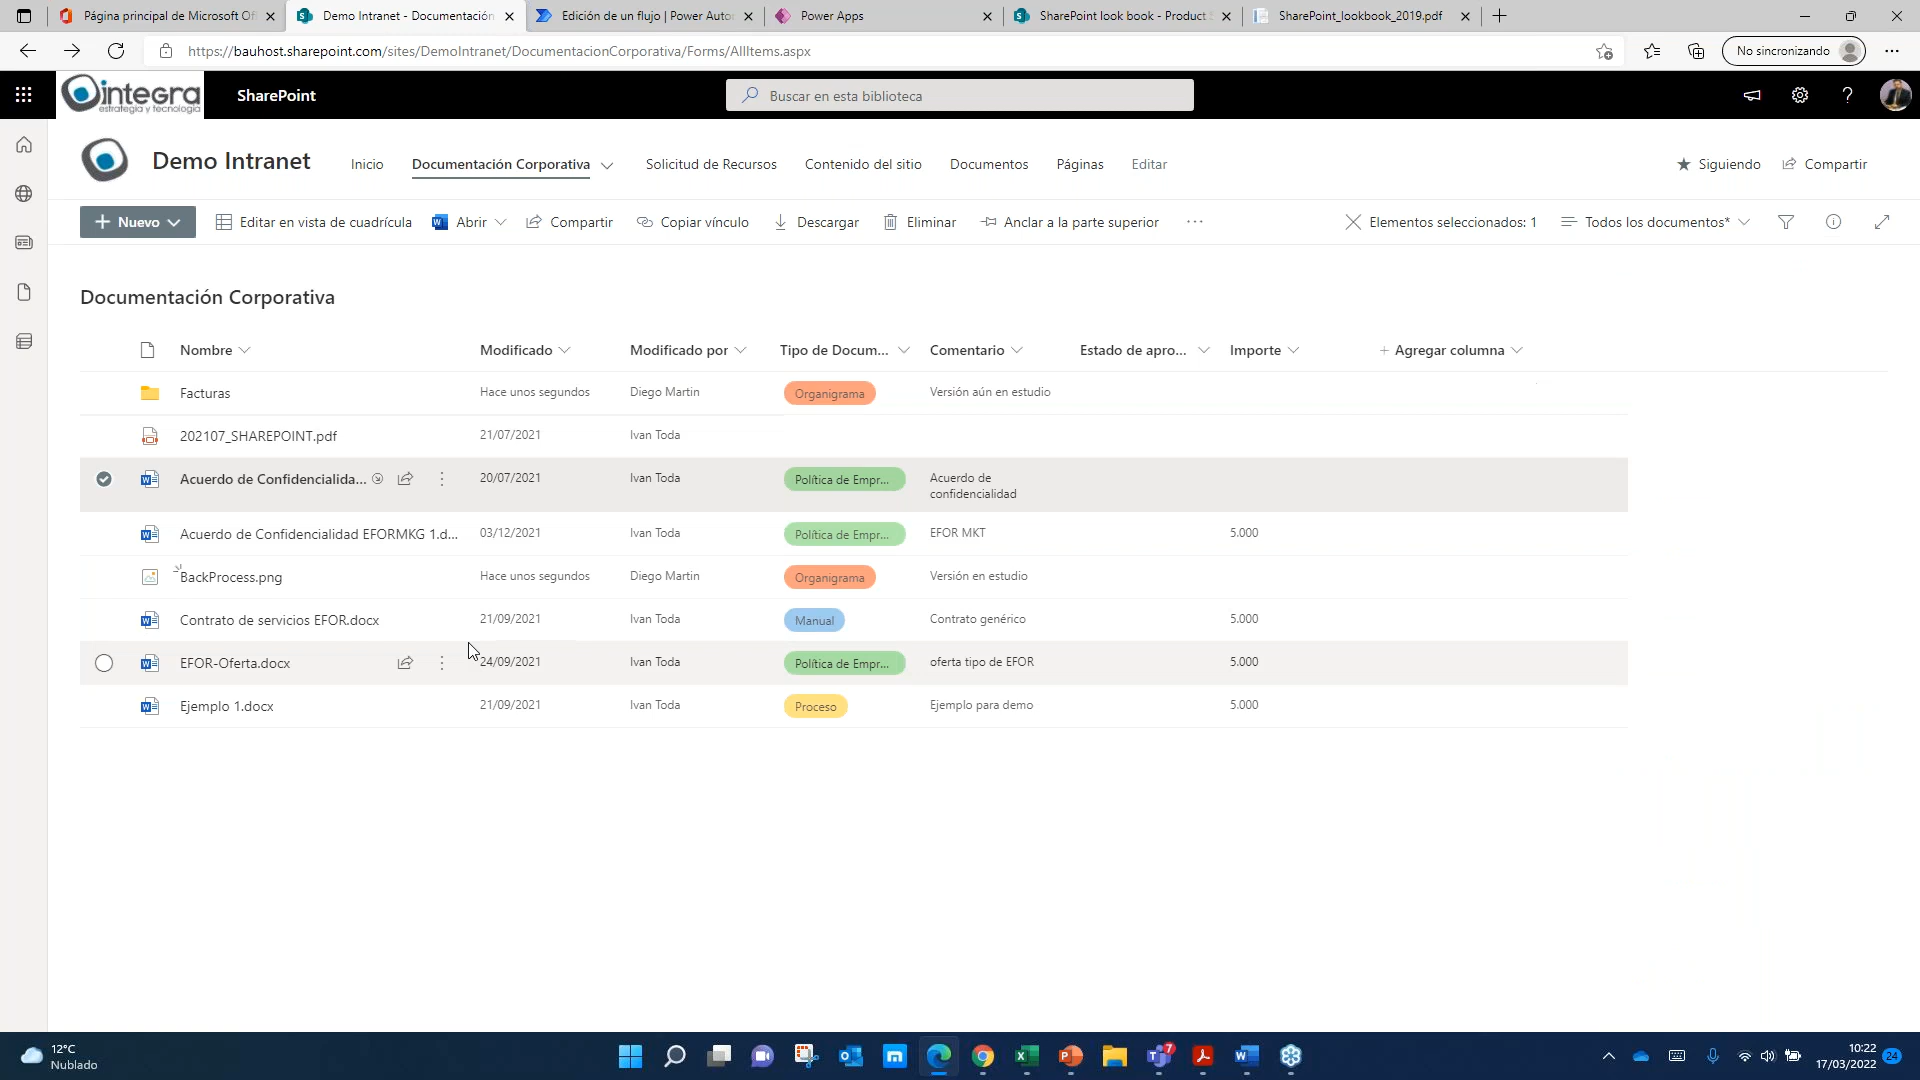 Página principal de Microsoft Of
Demo Intranet - Documentación
Edición de un flujo | Power Autor
Power Apps
SharePoint look book - Product S
SharePoint_lookbook_2019.pdf
https://bauhost.sharepoint.com/sites/DemoIntranet/DocumentacionCorporativa/Forms/AllItems.aspx
No sincronizando
integra
estrategia y tecnología
SharePoint
Buscar en esta biblioteca
Demo Intranet
Inicio
Documentación Corporativa
Solicitud de Recursos
Contenido del sitio
Documentos
Páginas
Editar
Siguiendo
Compartir
Nuevo
Editar en vista de cuadrícula
Abrir
Compartir
Copiar vínculo
Descargar
Eliminar
Anclar a la parte superior
Elementos seleccionados: 1
Todos los documentos*
Documentación Corporativa
Nombre
Modificado
Modificado por
Tipo de Docum...
Comentario
Estado de apro...
Importe
+ Agregar columna
Facturas
Hace unos segundos
Diego Martin
Organigrama
Versión aún en estudio
202107_SHAREPOINT.pdf
21/07/2021
Ivan Toda
Acuerdo de Confidencialida...
20/07/2021
Ivan Toda
Política de Empr...
Acuerdo de
confidencialidad
Acuerdo de Confidencialidad EFORMKG 1.d...
03/12/2021
Ivan Toda
Política de Empr...
EFOR MKT
5.000
BackProcess.png
Hace unos segundos
Diego Martin
Organigrama
Versión en estudio
Contrato de servicios EFOR.docx
21/09/2021
Ivan Toda
Manual
Contrato genérico
5.000
EFOR-Oferta.docx
24/09/2021
Ivan Toda
Política de Empr...
oferta tipo de EFOR
5.000
Ejemplo 1.docx
21/09/2021
Ivan Toda
Proceso
Ejemplo para demo
5.000
12°C
Nublado
7
10:22
17/03/2022
24